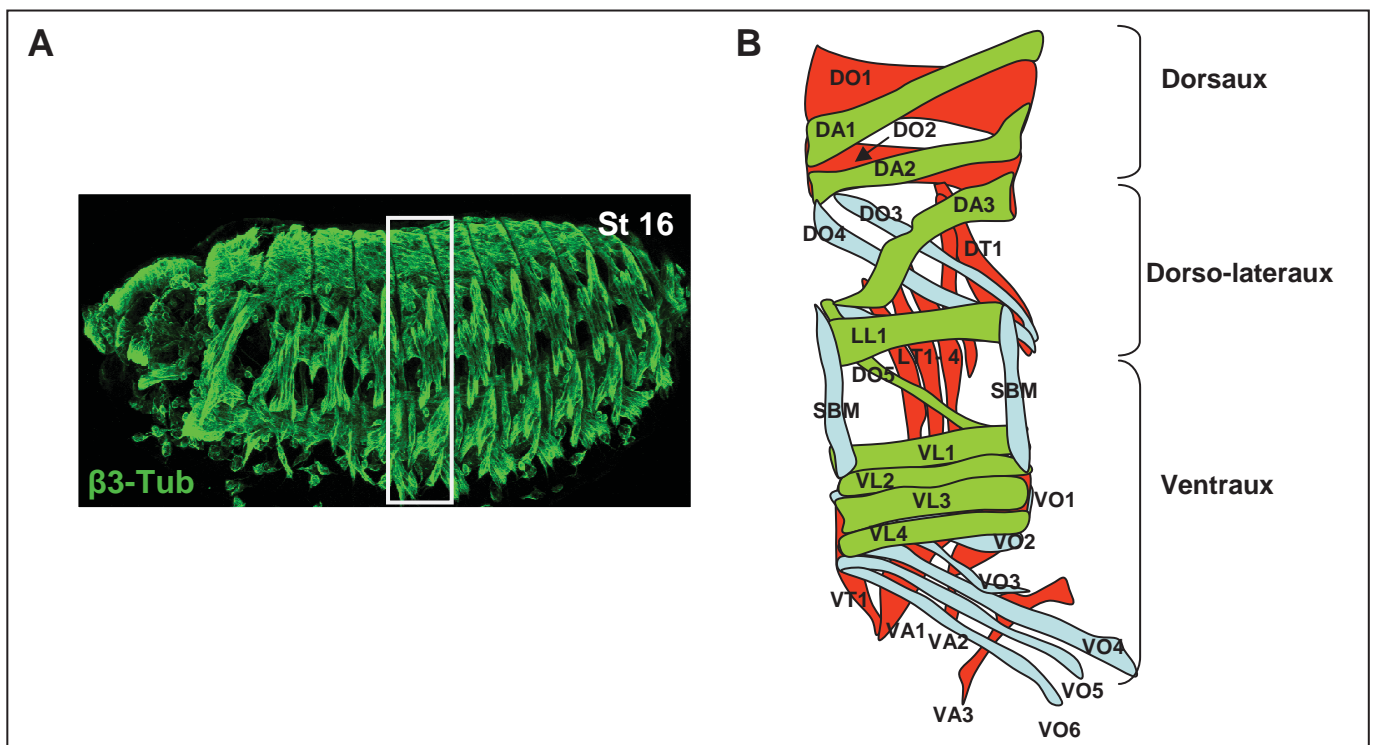 A
St 16
β3-Tub
B
DO1
DA1
DO2
DA2
DO3
DA3
DO4
DT1
LL1
LT1- 4
DO5
SBM
SBM
VL1
VL2
VL3
VO1
VL4
VO2
VO3
VT1
VA1
VA2
VO4
VO5
VA3
VO6
Dorsaux
Dorso-lateraux
Ventraux